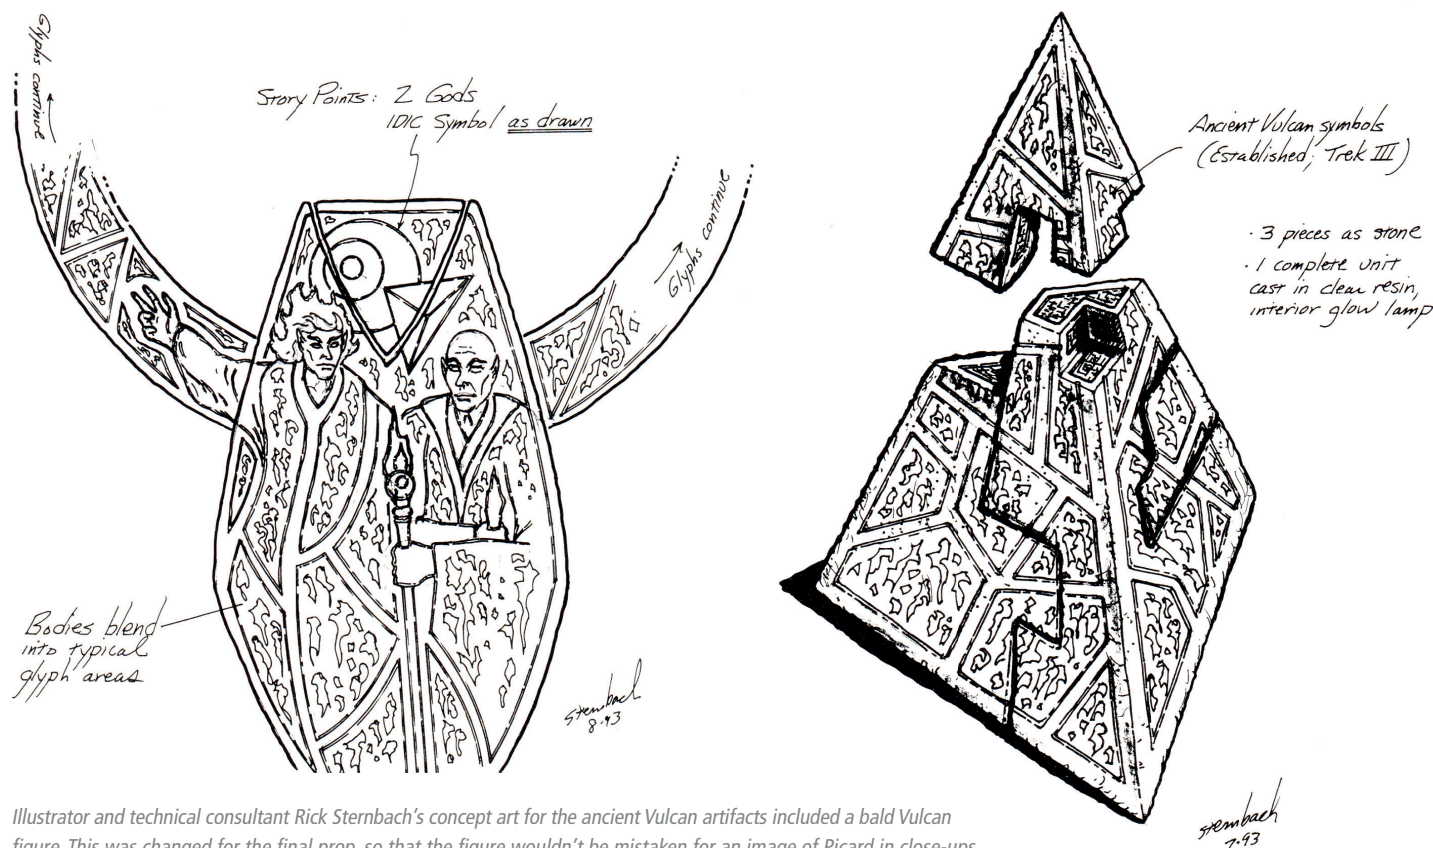 Glyphs continue
Story Points: 2 Gods
IDIC Symbol as drawn
Glyphs continue
Bodies blend
into typical
glyph areas
Sternbach
8·93
Ancient Vulcan symbols
(Established, Trek III)
· 3 pieces as stone
· 1 complete unit
cast in clear resin,
interior glow lamp
Sternbach
7·93
Illustrator and technical consultant Rick Sternbach's concept art for the ancient Vulcan artifacts included a bald Vulcan
figure. This was changed for the final prop, so that the figure wouldn't be mistaken for an image of Picard in close-ups